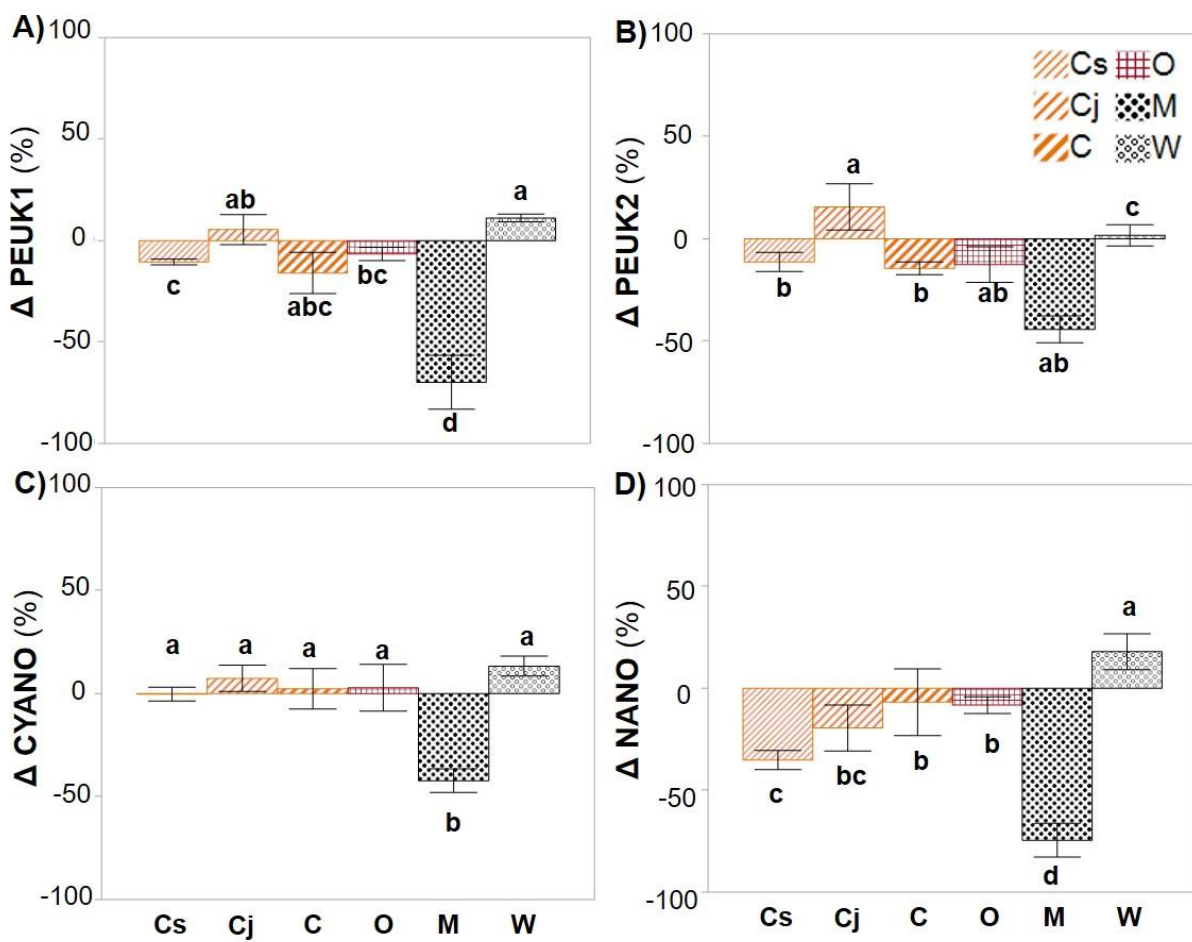 A)
Δ PEUK1 (%)
100
50
0
-50
-100
c
ab
abc
bc
d
a
B)
Δ PEUK2 (%)
100
50
0
-50
-100
Cs O
Cj M
C W
b
a
b
ab
ab
c
C)
Δ CYANO (%)
100
50
0
-50
-100
a
a
a
a
b
a
Cs Cj C O M W
D)
Δ NANO (%)
100
50
0
-50
-100
c
bc
b
b
d
a
Cs Cj C O M W